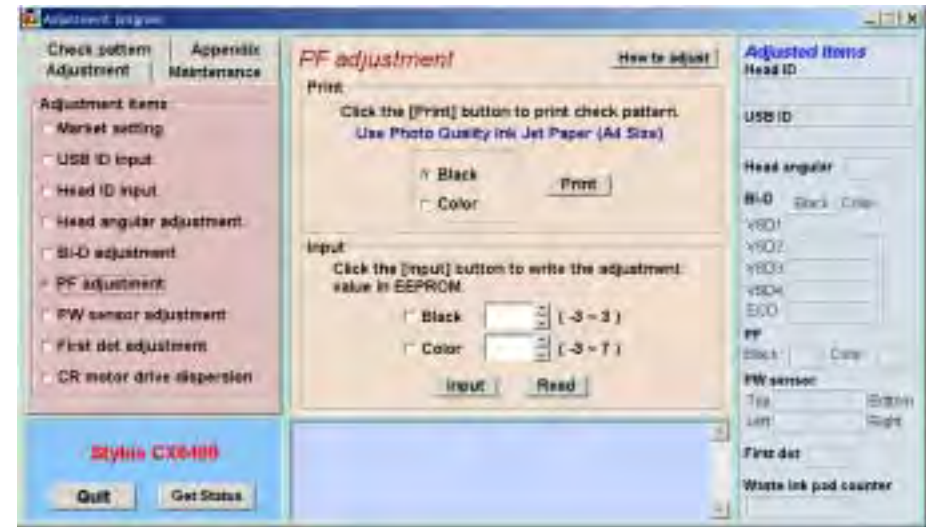 Adjustment program
Check pattern
Appendix
Adjustment
Maintenance
Adjustment items
Market setting
USB ID input
Head ID input
Head angular adjustment
Bi-D adjustment
PF adjustment
PW sensor adjustment
First dot adjustment
CR motor drive dispersion
Stylus CX6400
Quit
Get Status
PF adjustment
How to adjust
Print
Click the [Print] button to print check pattern.
Use Photo Quality Ink Jet Paper (A4 Size)
Black
Print
Color
Input
Click the [Input] button to write the adjustment
value in EEPROM.
Black
( -3 ~ 3 )
Color
( -3 ~ 7 )
Input
Read
Adjusted items
Head ID
USB ID
Head angular
Bi-D
Black
Color
VSD1
VSD2
VSD3
VSD4
ECO
PF
Black
Color
PW sensor
Top
Bottom
Left
Right
First dot
Waste ink pad counter